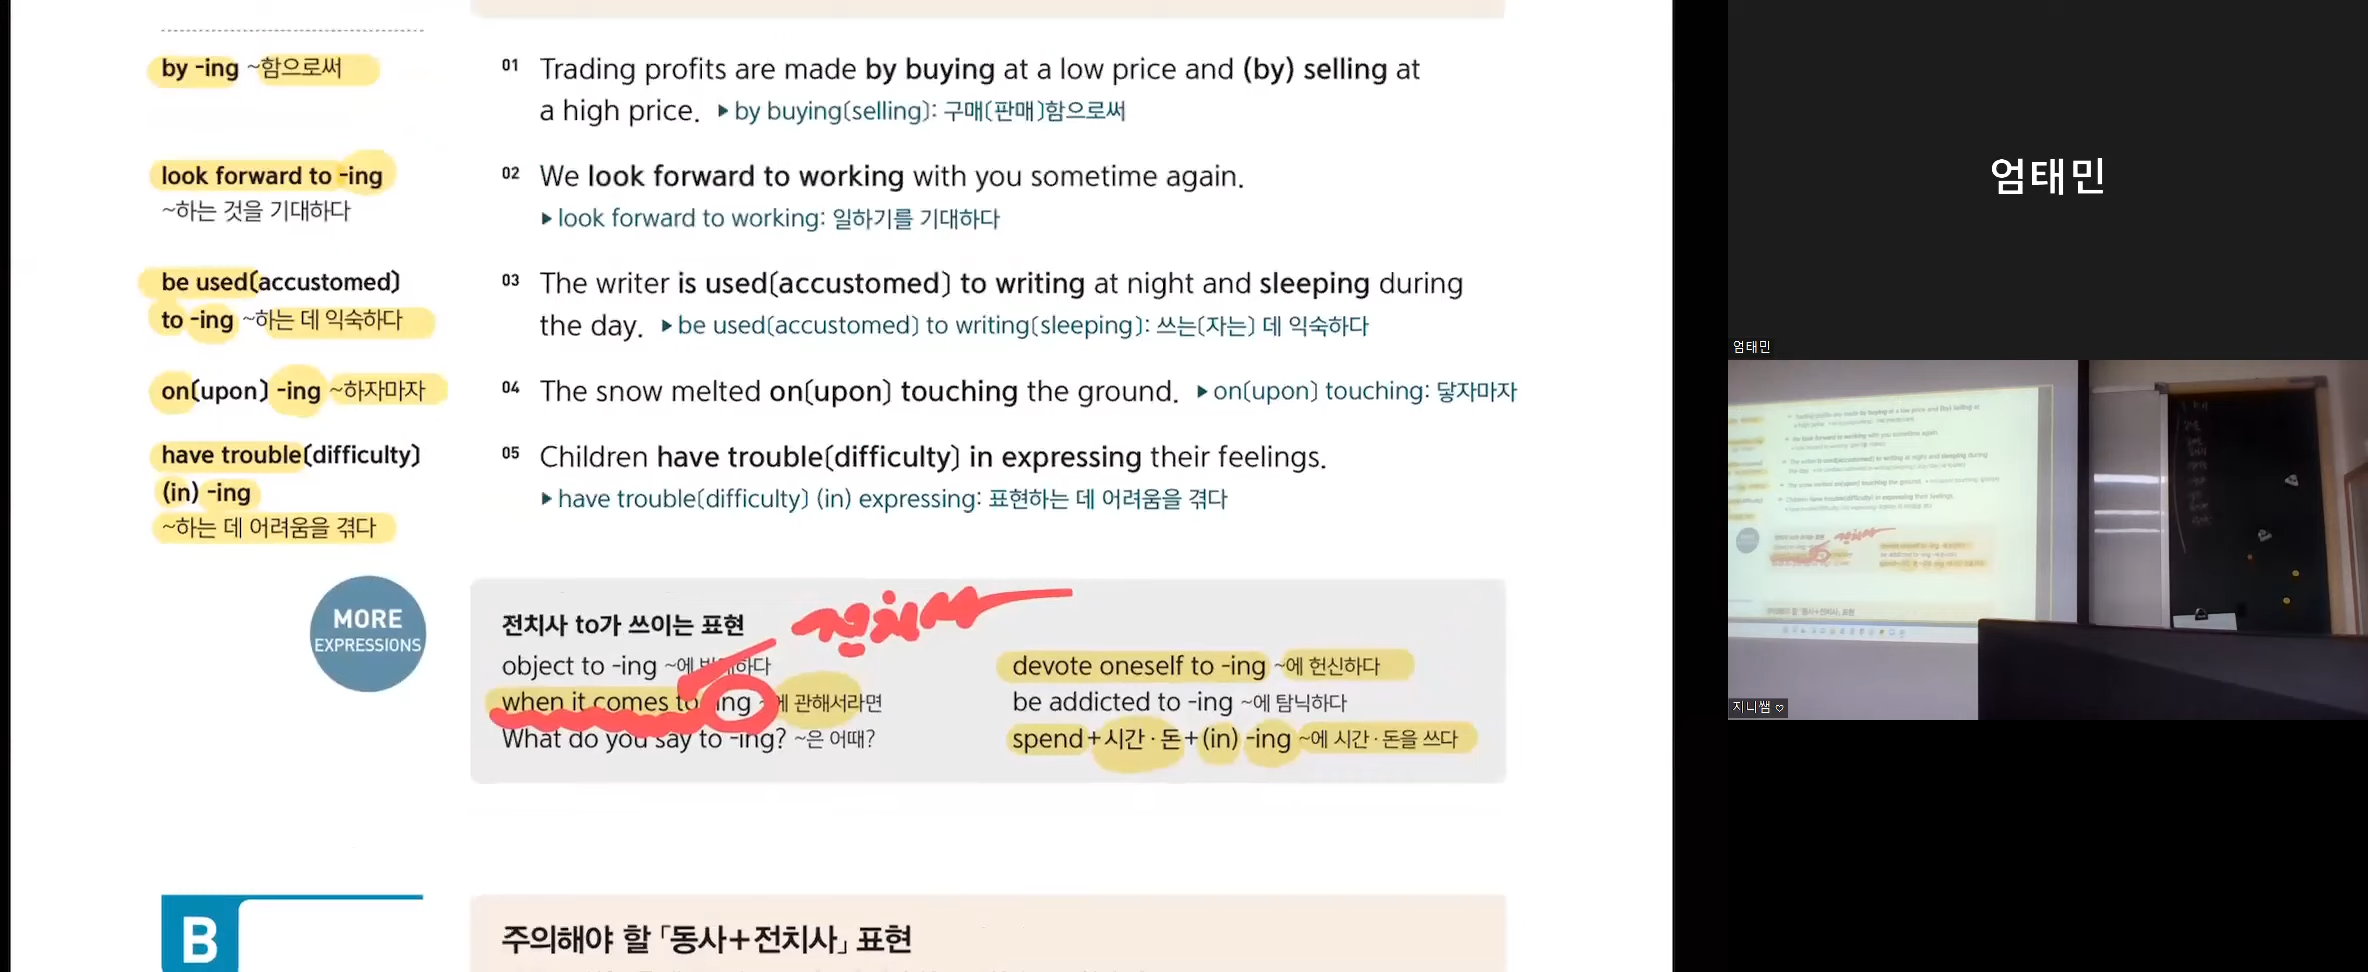 by -ing ~함으로써
01 Trading profits are made by buying at a low price and (by) selling at
a high price. ▶ by buying(selling): 구매(판매)함으로써
look forward to -ing
~하는 것을 기대하다
02 We look forward to working with you sometime again.
▶ look forward to working: 일하기를 기대하다
be used(accustomed)
to -ing ~하는 데 익숙하다
03 The writer is used(accustomed) to writing at night and sleeping during
the day. ▶ be used(accustomed) to writing(sleeping): 쓰는(자는) 데 익숙하다
on(upon) -ing ~하자마자
04 The snow melted on(upon) touching the ground. ▶ on(upon) touching: 닿자마자
have trouble(difficulty)
(in) -ing
~하는 데 어려움을 겪다
05 Children have trouble(difficulty) in expressing their feelings.
▶ have trouble(difficulty) (in) expressing: 표현하는 데 어려움을 겪다
MORE
EXPRESSIONS
전치사 to가 쓰이는 표현
전치사
object to -ing ~에
when it comes to -ing ~에 관해서라면
What do you say to -ing? ~은 어때?
devote oneself to -ing ~에 헌신하다
be addicted to -ing ~에 탐닉하다
spend+시간·돈+(in) -ing ~에 시간·돈을 쓰다
B
주의해야 할 「동사+전치사」 표현
엄태민
엄태민
지니쌤 ♡